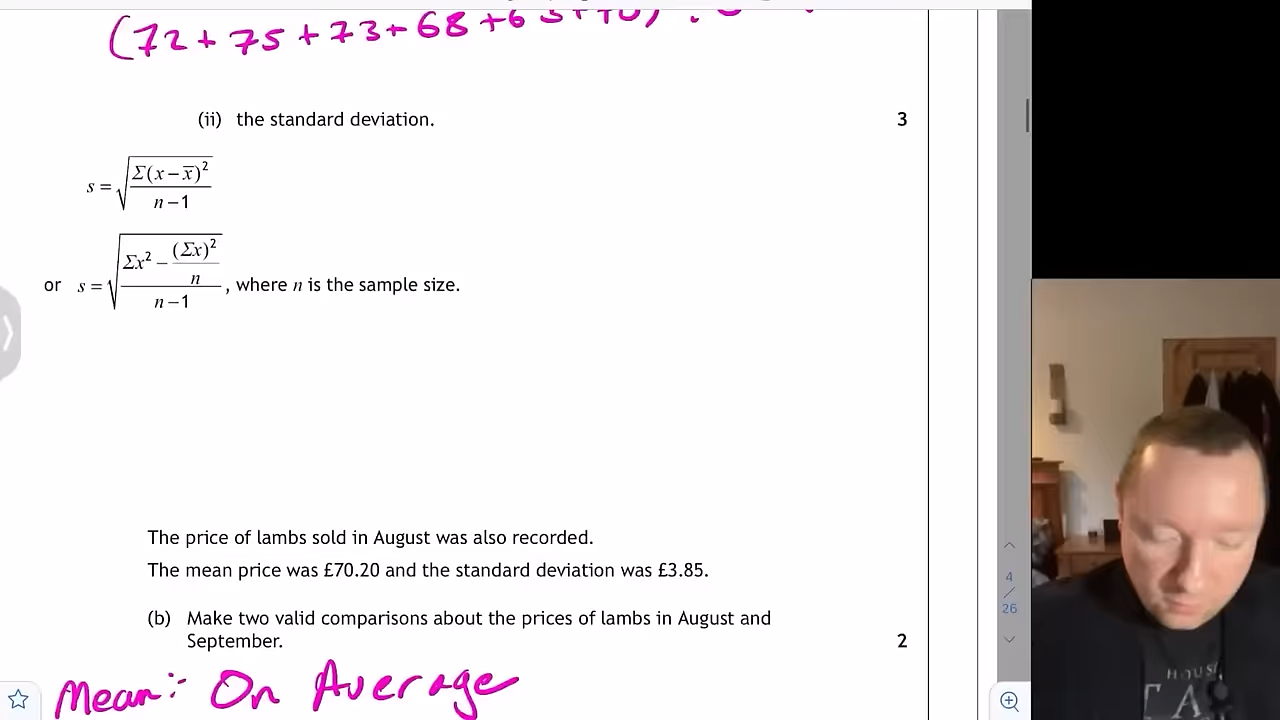 (72+75+73+68+65+70)
(ii) the standard deviation. 3
s = √(Σ(x − x̄)² / (n − 1))
or s = √((Σx² − (Σx)²/n) / (n − 1)), where n is the sample size.
The price of lambs sold in August was also recorded.
The mean price was £70.20 and the standard deviation was £3.85.
(b) Make two valid comparisons about the prices of lambs in August and
September. 2
Mean:- On Average
4
/
26
HOUS